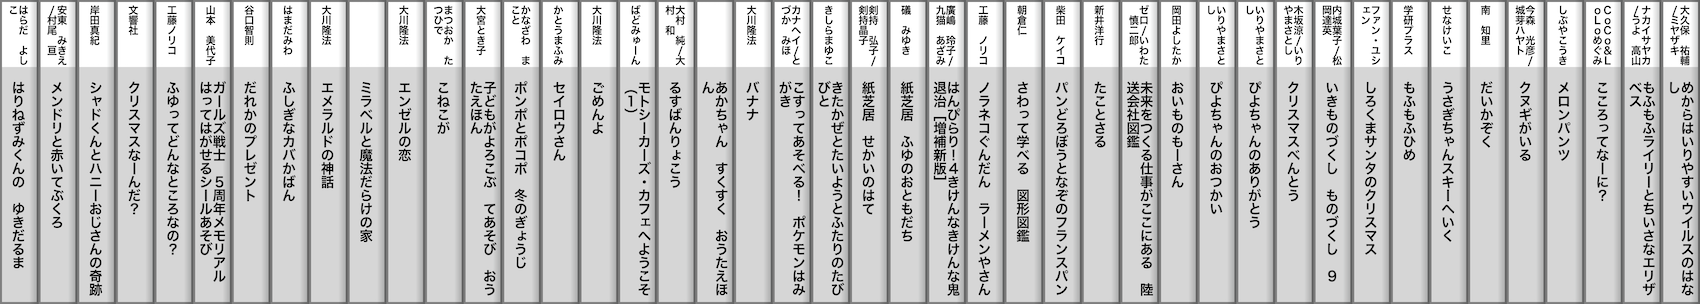 大久保　祐輔
/ミヤザキ
めからはいりやすいウイルスのはな
し
ナカイサヤカ
/うよ　高山
もふもふライリーとちいさなエリザ
ベス
CoCo&L
oLoめぐみ
こころってなーに?
しぶやこうき
メロンパンツ
今森　光彦/
城芽ハヤト
クヌギがいる
南　知里
だいかぞく
せなけいこ
うさぎちゃんスキーへいく
学研プラス
もふもふひめ
ファン・ユシ
ェン
しろくまサンタのクリスマス
内城葉子/松
岡達英
いきものづくし　ものづくし　9
木坂涼/いり
やまさとし
クリスマスべんとう
いりやまさと
し
ぴよちゃんのありがとう
いりやまさと
し
ぴよちゃんのおつかい
岡田よしたか
おいものもーさん
ゼロ/いわた
慎二郎
未来をつくる仕事がここにある　陸
送会社図鑑
新井洋行
たことさる
柴田　ケイコ
パンどろぼうとなぞのフランスパン
朝倉仁
さわって学べる　図形図鑑
工藤　ノリコ
ノラネコぐんだん　ラーメンやさん
廣嶋　玲子/
九猫　あざみ
はんぴらり!4きげんなきげんな鬼
退治[増補新版]
礒　みゆき
紙芝居　ふゆのおともだち
剣持　弘子/
剣持晶子
紙芝居　せかいのはて
きしらまゆこ
きたかぜとたいようとふたりのたび
びと
カナヘイ/と
づか　みほ
こすってあそべる!　ポケモンはみ
がき
大川隆法
バナナ
あかちゃん　すくすく　おうたえほ
ん
大村　純/大
村　和
るすばんりょこう
ばどみゅーん
モトシーカーズ・カフェへようこそ
(1)
大川隆法
ごめんよ
かとうまふみ
セイロウさん
かなざわ　ま
こと
ポンポとポコポ　冬のぎょうじ
大宮とき子
子どもがよろこぶ　てあそび　おう
たえほん
まつおか　た
つひで
こねこが
大川隆法
エンゼルの恋
ミラベルと魔法だらけの家
大川隆法
エメラルドの神話
はまだみわ
ふしぎなカバかばん
谷口智則
だれかのプレゼント
山本　美代子
ガールズ戦士　5周年メモリアル
はってはがせるシールあそび
工藤ノリコ
ふゆってどんなところなの?
文響社
クリスマスなーんだ?
岸田真紀
シャドくんとハニーおじさんの奇跡
安東　みきえ
/村尾　亘
メンドリと赤いてぶくろ
はらだ　よし
こ
はりねずみくんの　ゆきだるま